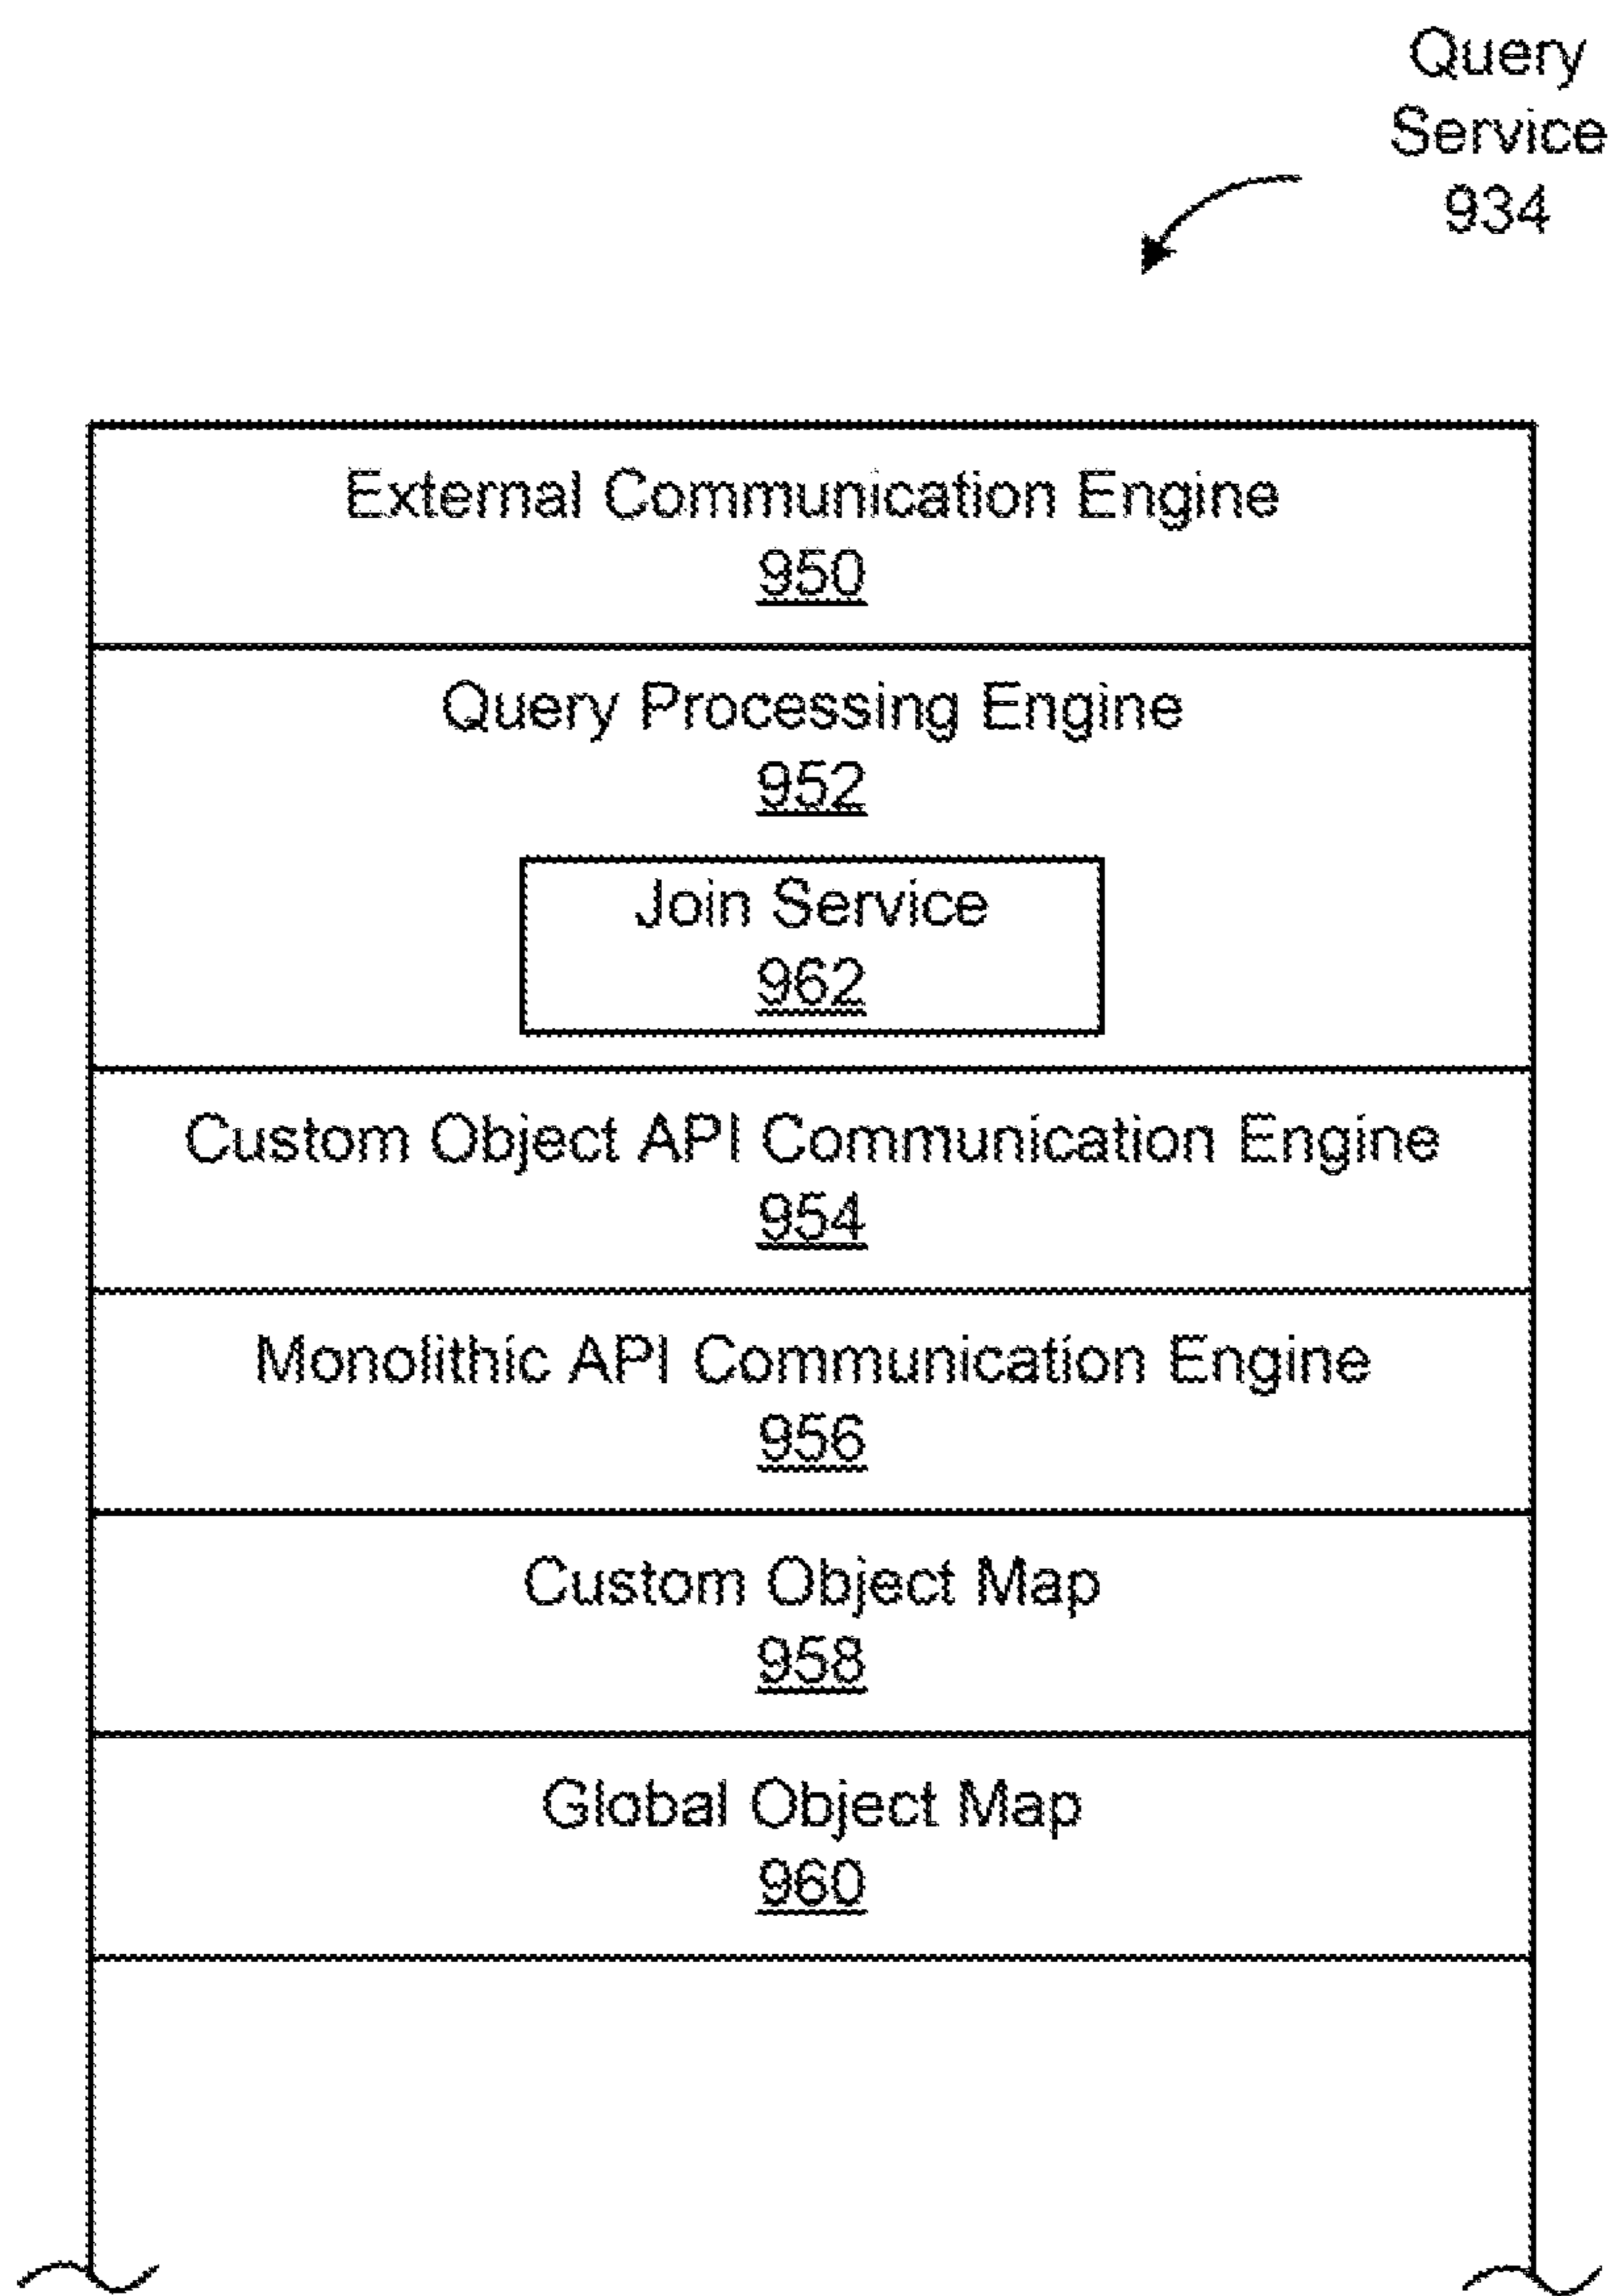 Query
Service
934
External Communication Engine
950
Query Processing Engine
952
Join Service
962
Custom Object API Communication Engine
954
Monolithic API Communication Engine
956
Custom Object Map
958
Global Object Map
960